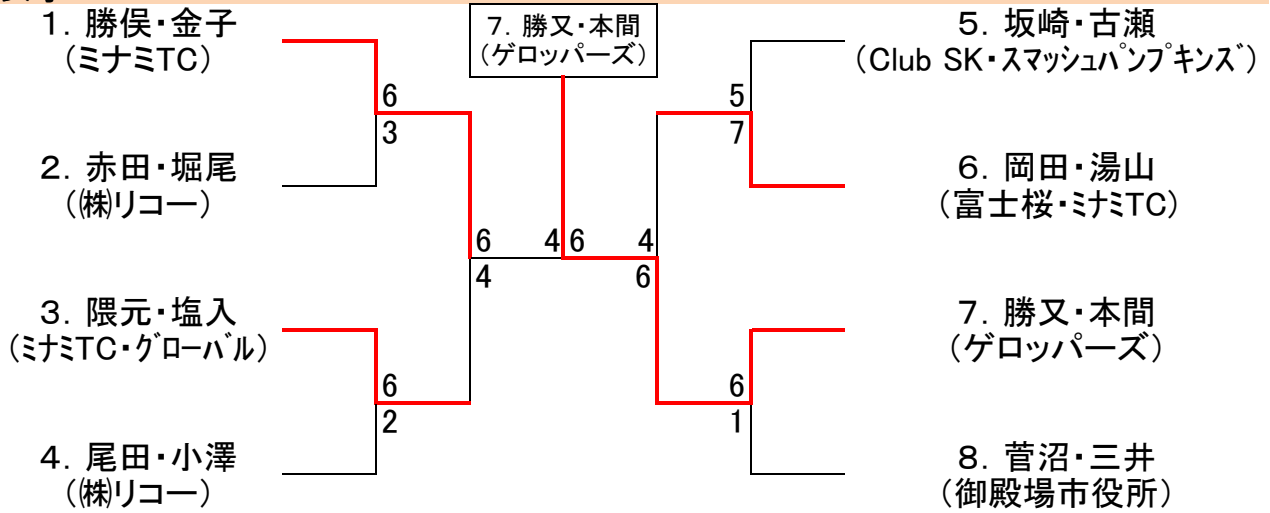 1. 勝俣・金子
(ミナミTC)
2. 赤田・堀尾
(㈱リコー)
3. 隈元・塩入
(ミナミTC・グローバル)
4. 尾田・小澤
(㈱リコー)
6
3
6
2
6
4
7. 勝又・本間
(ゲロッパーズ)
4
6
4
6
5
7
6
1
5. 坂崎・古瀬
(Club SK・スマッシュパンプキンズ)
6. 岡田・湯山
(富士桜・ミナミTC)
7. 勝又・本間
(ゲロッパーズ)
8. 菅沼・三井
(御殿場市役所)